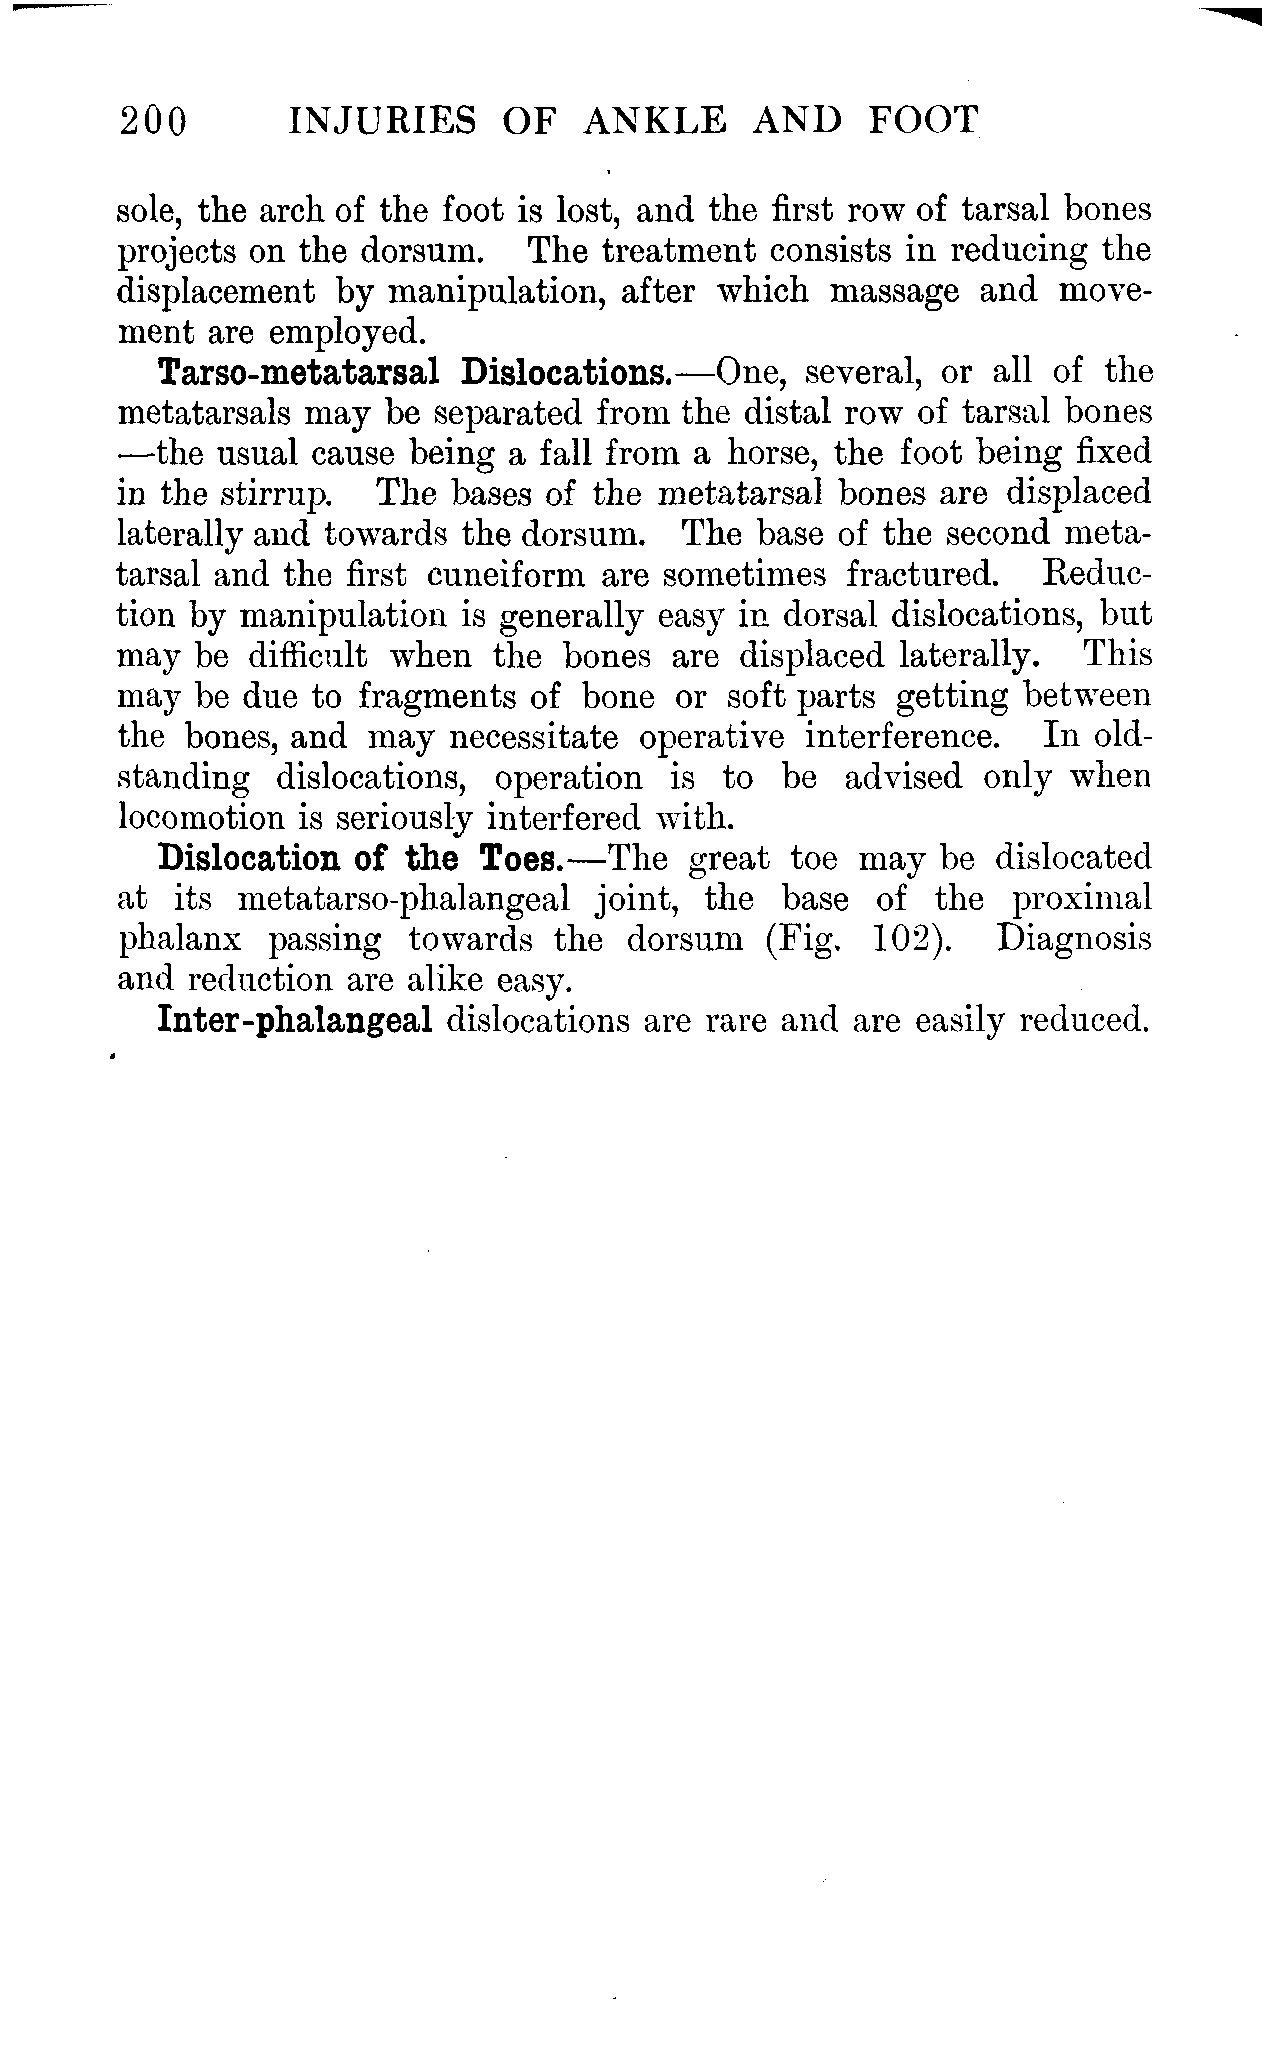 200 INJURIES OF ANKLE AND FOOT
sole, the arch of the foot is lost, and the first row of tarsal bones
projects on the dorsum. The treatment consists in reducing the
displacement by manipulation, after which massage and move-
ment are employed.
Tarso-metatarsal Dislocations.—One, several, or all of the
metatarsals may be separated from the distal row of tarsal bones
—the usual cause being a fall from a horse, the foot being fixed
in the stirrup. The bases of the metatarsal bones are displaced
laterally and towards the dorsum. The base of the second meta-
tarsal and the first cuneiform are sometimes fractured. Reduc-
tion by manipulation is generally easy in dorsal dislocations, but
may be difficult when the bones are displaced laterally. This
may be due to fragments of bone or soft parts getting between
the bones, and may necessitate operative interference. In old-
standing dislocations, operation is to be advised only when
locomotion is seriously interfered with.
Dislocation of the Toes.—The great toe may be dislocated
at its metatarso-phalangeal joint, the base of the proximal
phalanx passing towards the dorsum (Fig. 102). Diagnosis
and reduction are alike easy.
Inter-phalangeal dislocations are rare and are easily reduced.